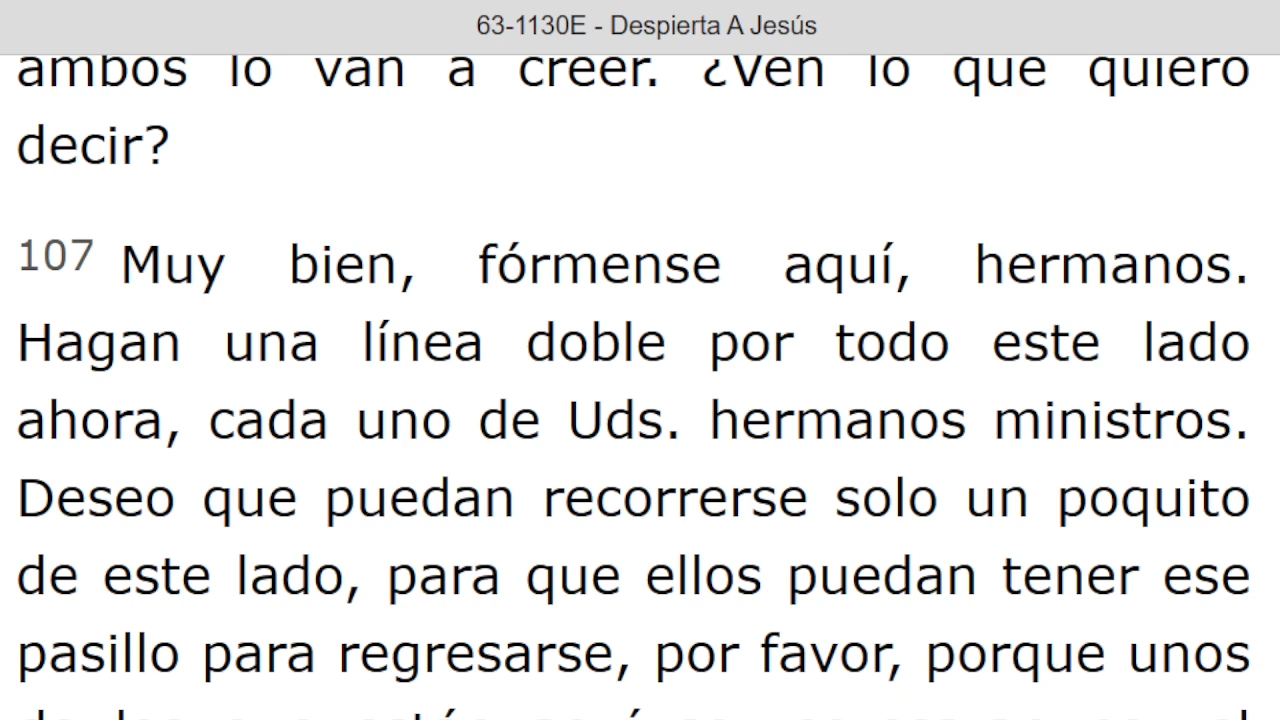 63-1130E - Despierta A Jesús
ambos lo van a creer. ¿Ven lo que quiero
decir?
107 Muy bien, fórmense aquí, hermanos.
Hagan una línea doble por todo este lado
ahora, cada uno de Uds. hermanos ministros.
Deseo que puedan recorrerse solo un poquito
de este lado, para que ellos puedan tener ese
pasillo para regresarse, por favor, porque unos